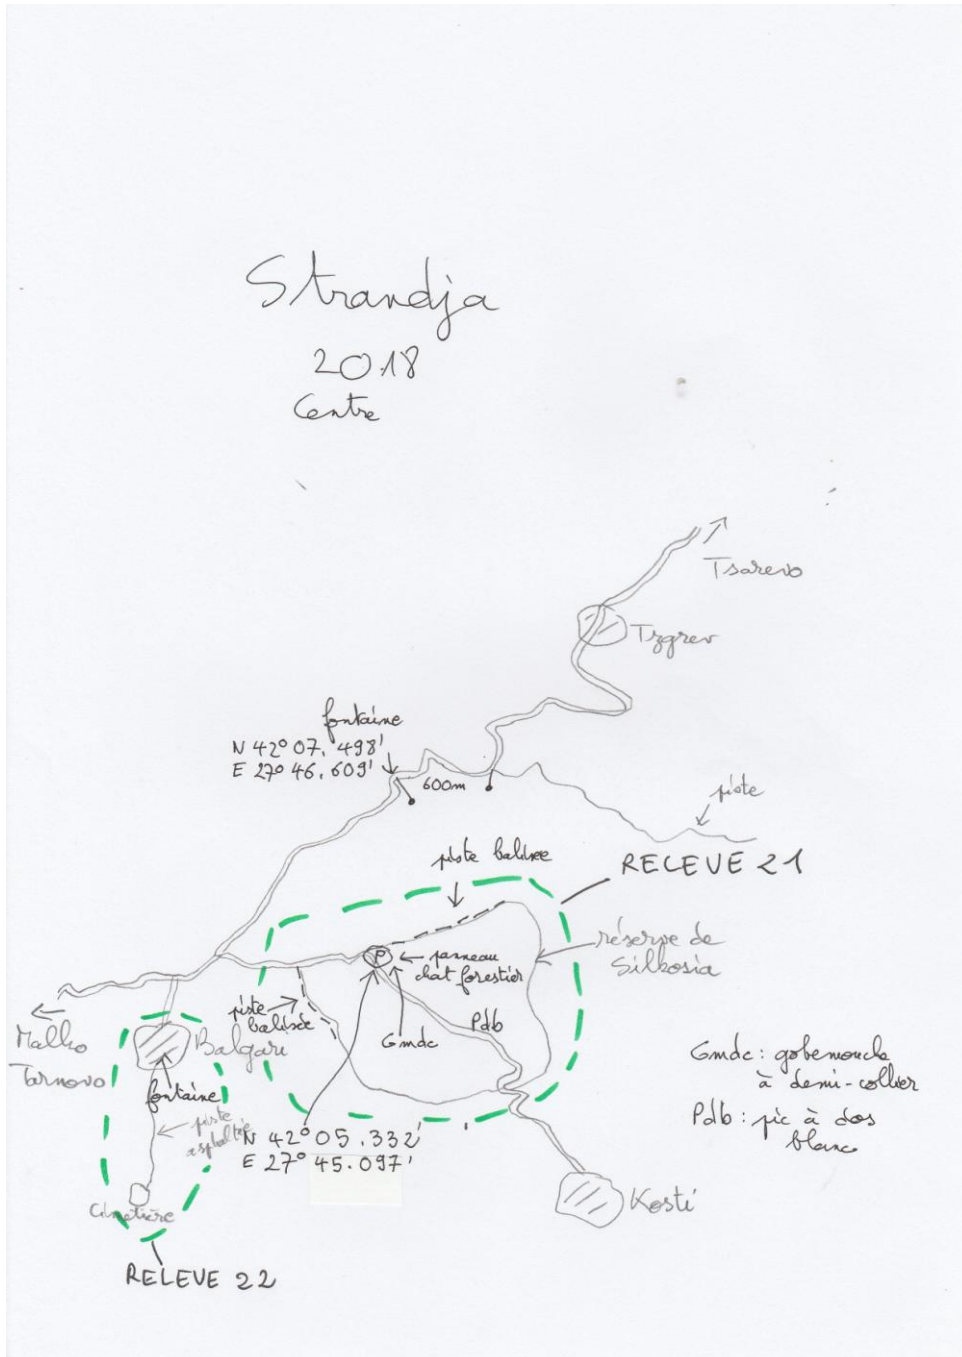 Strandja
2018
Centre
Tsarevo
Tzgrev
fontaine
N 42° 07. 498'
E 27° 46. 609'
600m
piste
piste balisée
RELEVE 21
réserve de
Silkosia
P
panneau
chat forestier
piste
balisée
Gmdc
Pdb
Malko
Tarnovo
Balgari
fontaine
piste
asphaltée
Cimetière
N 42° 05. 332'
E 27° 45. 097'
Gmdc : gobemouche
à demi-collier
Pdb : pic à dos
blanc
Kosti
RELEVE 22